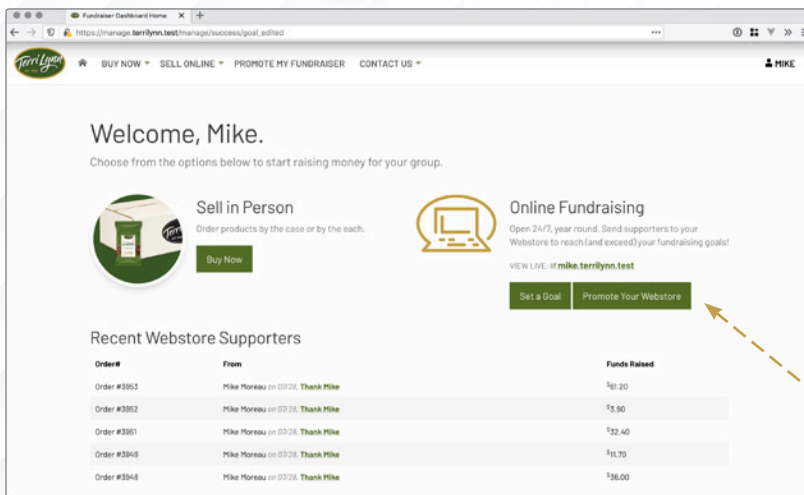 Fundraiser Dashboard Home
https://manage.terrilynn.test/manage/success/goal_edited
Terri Lynn
BUY NOW
SELL ONLINE
PROMOTE MY FUNDRAISER
CONTACT US
MIKE
Welcome, Mike.
Choose from the options below to start raising money for your group.
Sell in Person
Order products by the case or by the each.
Buy Now
Online Fundraising
Open 24/7, year round. Send supporters to your
Webstore to reach (and exceed) your fundraising goals!
VIEW LIVE: mike.terrilynn.test
Set a Goal
Promote Your Webstore
Recent Webstore Supporters
Order# From Funds Raised
Order #3953 Mike Moreau on 07/28, Thank Mike $61.20
Order #3952 Mike Moreau on 07/28, Thank Mike $3.90
Order #3951 Mike Moreau on 07/28, Thank Mike $32.40
Order #3949 Mike Moreau on 07/28, Thank Mike $11.70
Order #3948 Mike Moreau on 07/28, Thank Mike $36.00